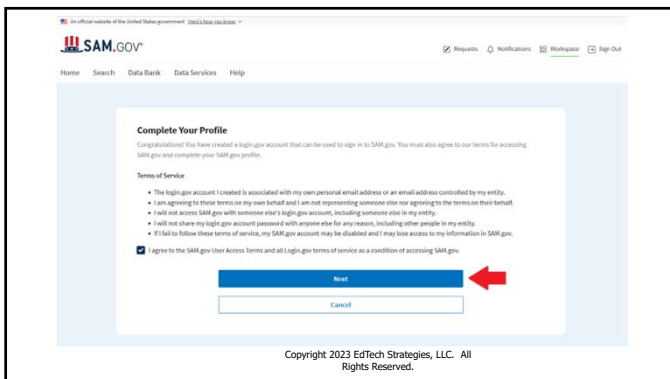 An official website of the United States government Here's how you know
SAM.GOV®
Requests Notifications Workspace Sign Out
Home Search Data Bank Data Services Help
Complete Your Profile
Congratulations! You have created a login.gov account that can be used to sign in to SAM.gov. You must also agree to our terms for accessing
SAM.gov and complete your SAM.gov profile.
Terms of Service
• The login.gov account I created is associated with my own personal email address or an email address controlled by my entity.
• I am agreeing to these terms on my own behalf and I am not representing someone else nor agreeing to the terms on their behalf.
• I will not access SAM.gov with someone else's login.gov account, including someone else in my entity.
• I will not share my login.gov account password with anyone else for any reason, including other people in my entity.
• If I fail to follow these terms of service, my SAM.gov account may be disabled and I may lose access to my information in SAM.gov.
I agree to the SAM.gov User Access Terms and all Login.gov terms of service as a condition of accessing SAM.gov.
Next
Cancel
Copyright 2023 EdTech Strategies, LLC. All
Rights Reserved.